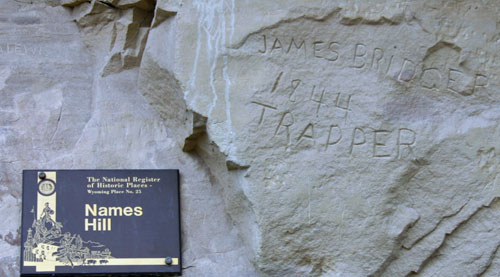 JAMES BRIDGER
1844
TRAPPER
The National Register
of Historic Places -
Wyoming Place No. 25
Names
Hill